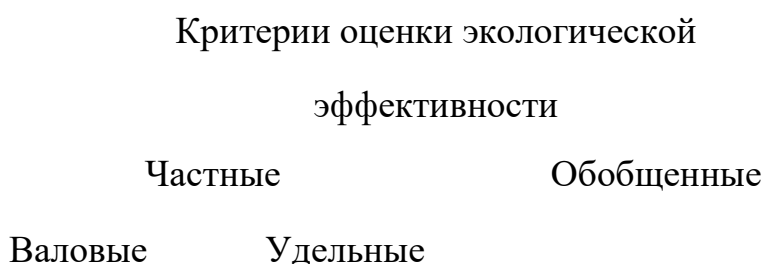 Критерии оценки экологической
эффективности
Частные Обобщенные
Валовые Удельные